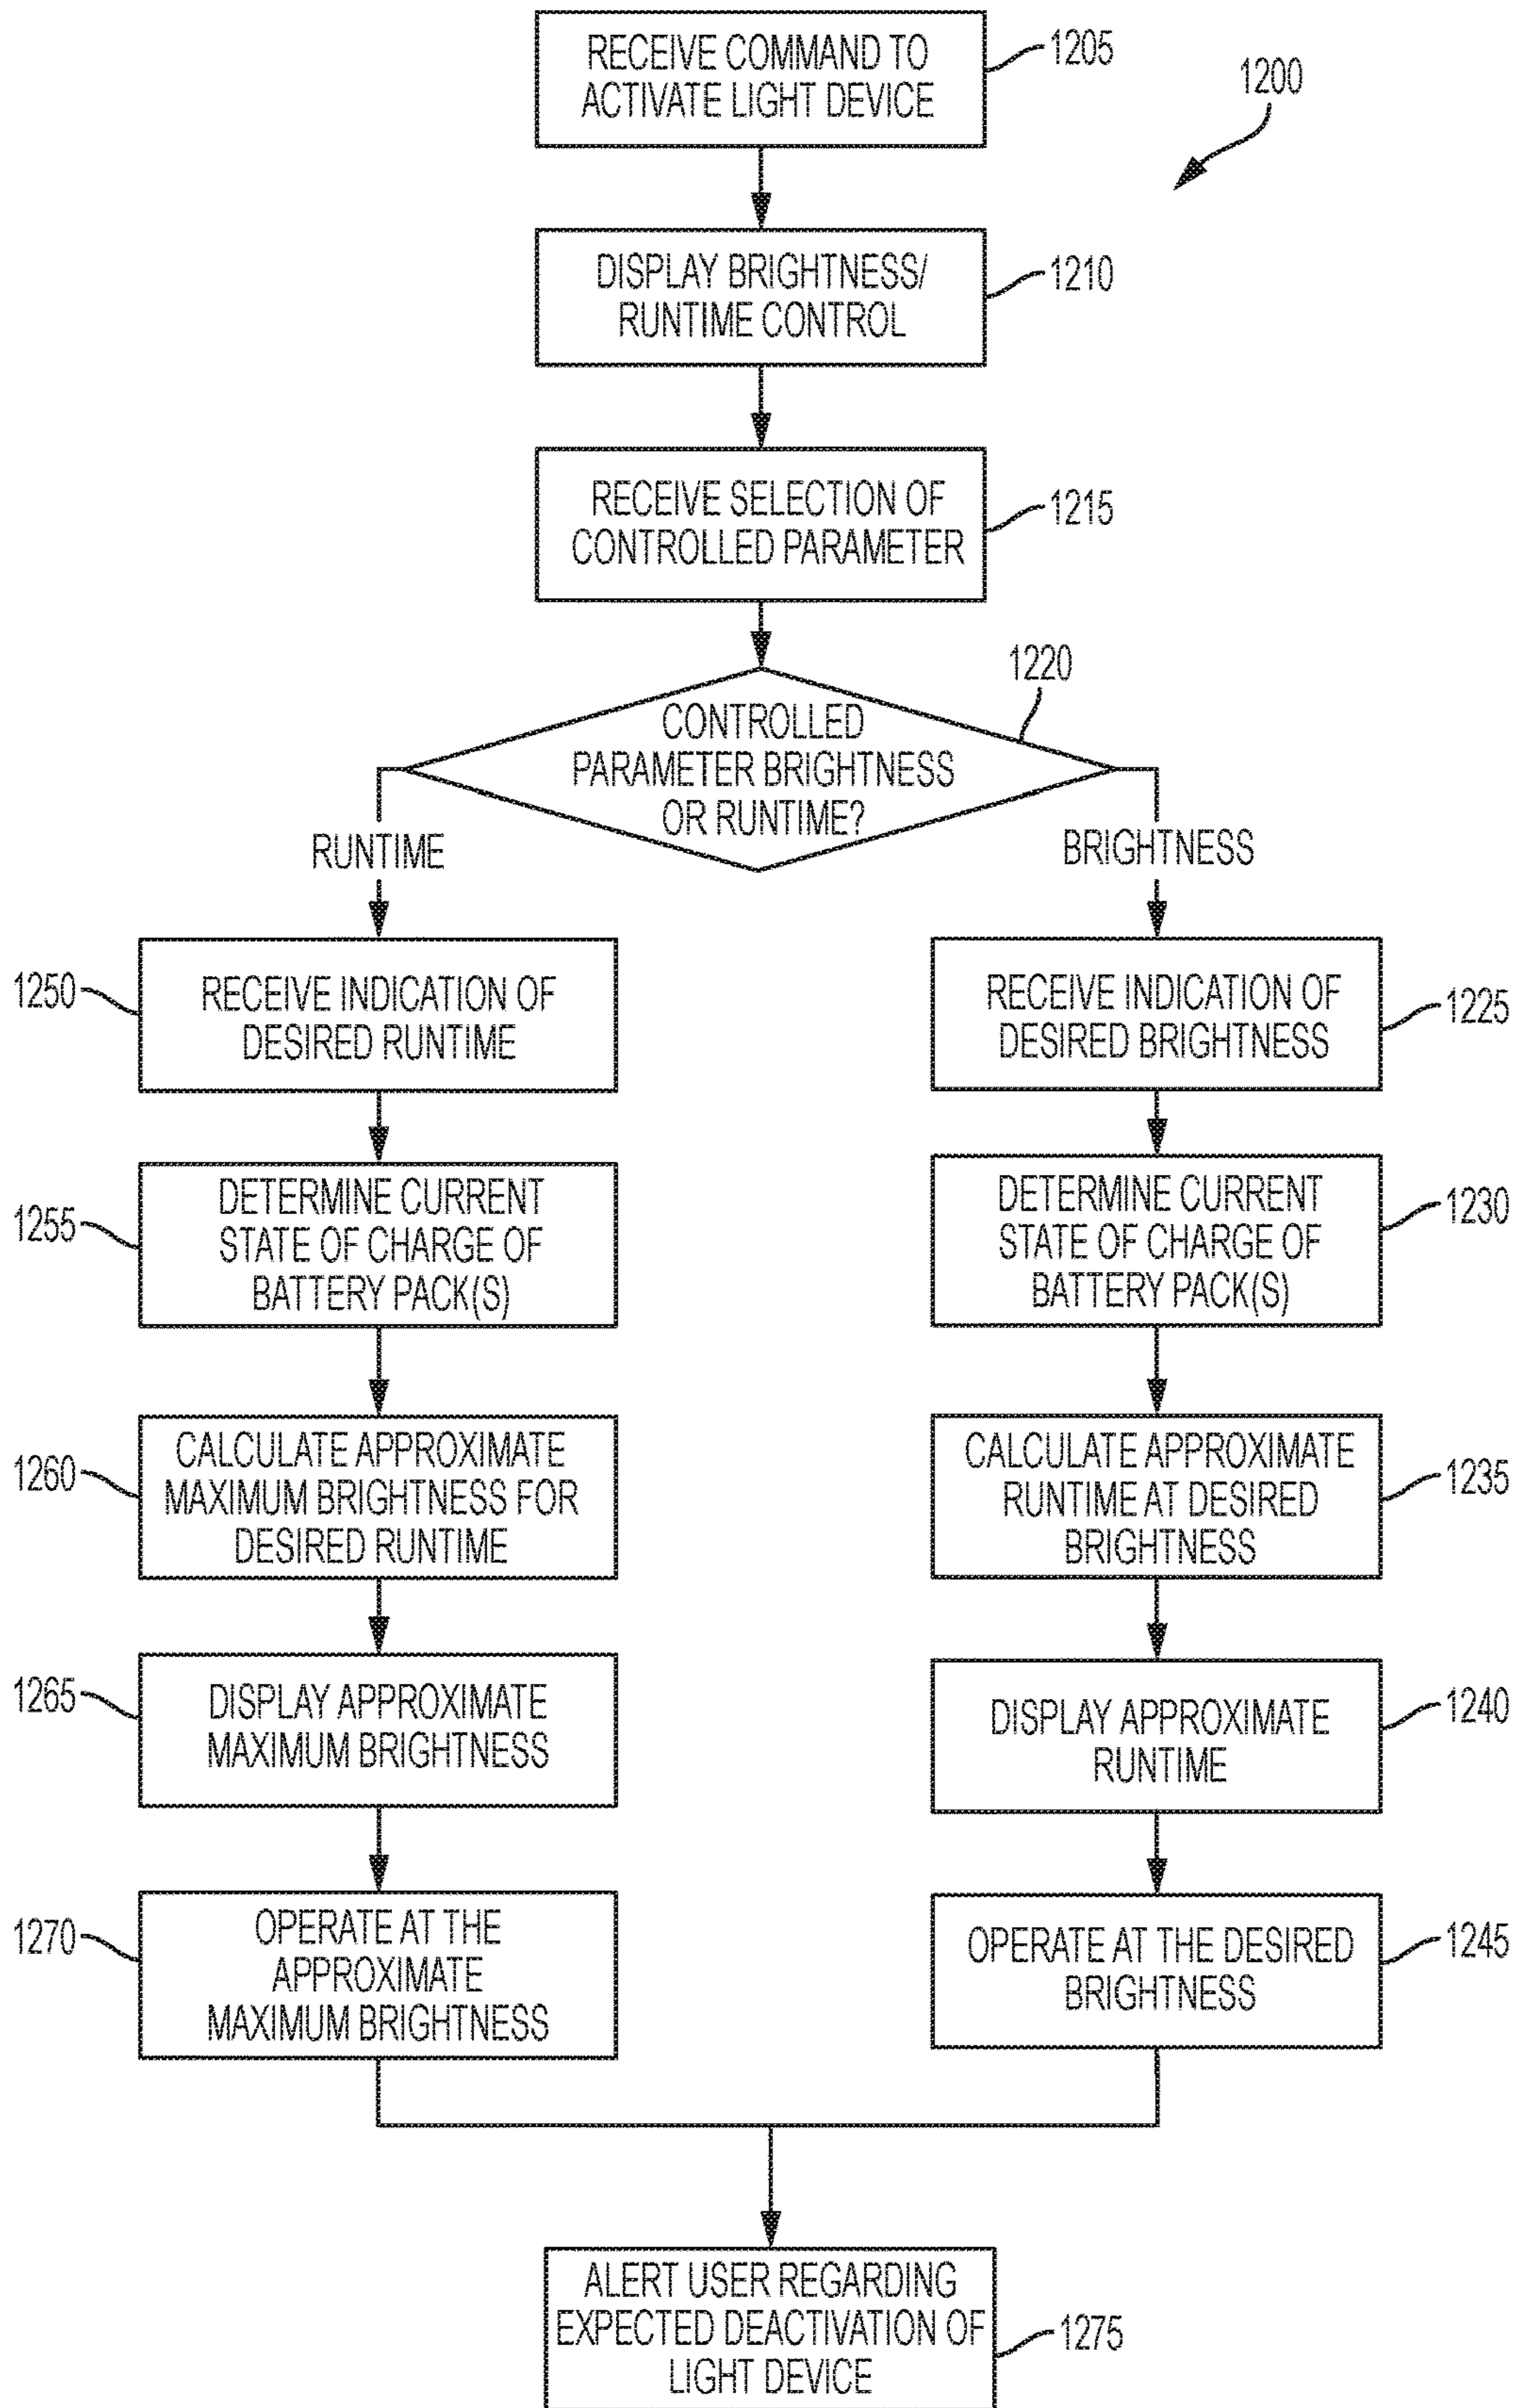 RECEIVE COMMAND TO
ACTIVATE LIGHT DEVICE
1205
1200
DISPLAY BRIGHTNESS/
RUNTIME CONTROL
1210
RECEIVE SELECTION OF
CONTROLLED PARAMETER
1215
1220
CONTROLLED
PARAMETER BRIGHTNESS
OR RUNTIME?
RUNTIME
BRIGHTNESS
1250
RECEIVE INDICATION OF
DESIRED RUNTIME
RECEIVE INDICATION OF
DESIRED BRIGHTNESS
1225
1255
DETERMINE CURRENT
STATE OF CHARGE OF
BATTERY PACK(S)
DETERMINE CURRENT
STATE OF CHARGE OF
BATTERY PACK(S)
1230
1260
CALCULATE APPROXIMATE
MAXIMUM BRIGHTNESS FOR
DESIRED RUNTIME
CALCULATE APPROXIMATE
RUNTIME AT DESIRED
BRIGHTNESS
1235
1265
DISPLAY APPROXIMATE
MAXIMUM BRIGHTNESS
DISPLAY APPROXIMATE
RUNTIME
1240
1270
OPERATE AT THE
APPROXIMATE
MAXIMUM BRIGHTNESS
OPERATE AT THE DESIRED
BRIGHTNESS
1245
ALERT USER REGARDING
EXPECTED DEACTIVATION OF
LIGHT DEVICE
1275